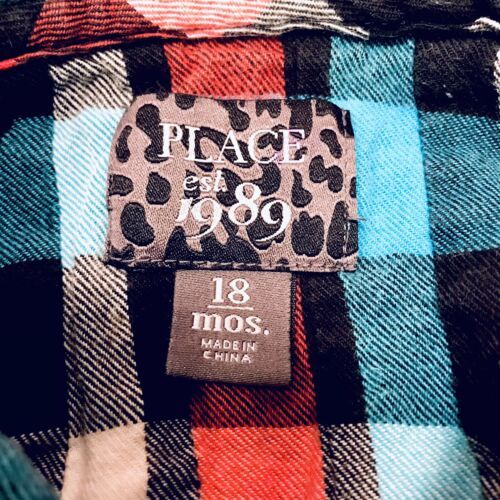 PLACE
est.
1989
18
mos.
MADE IN
CHINA